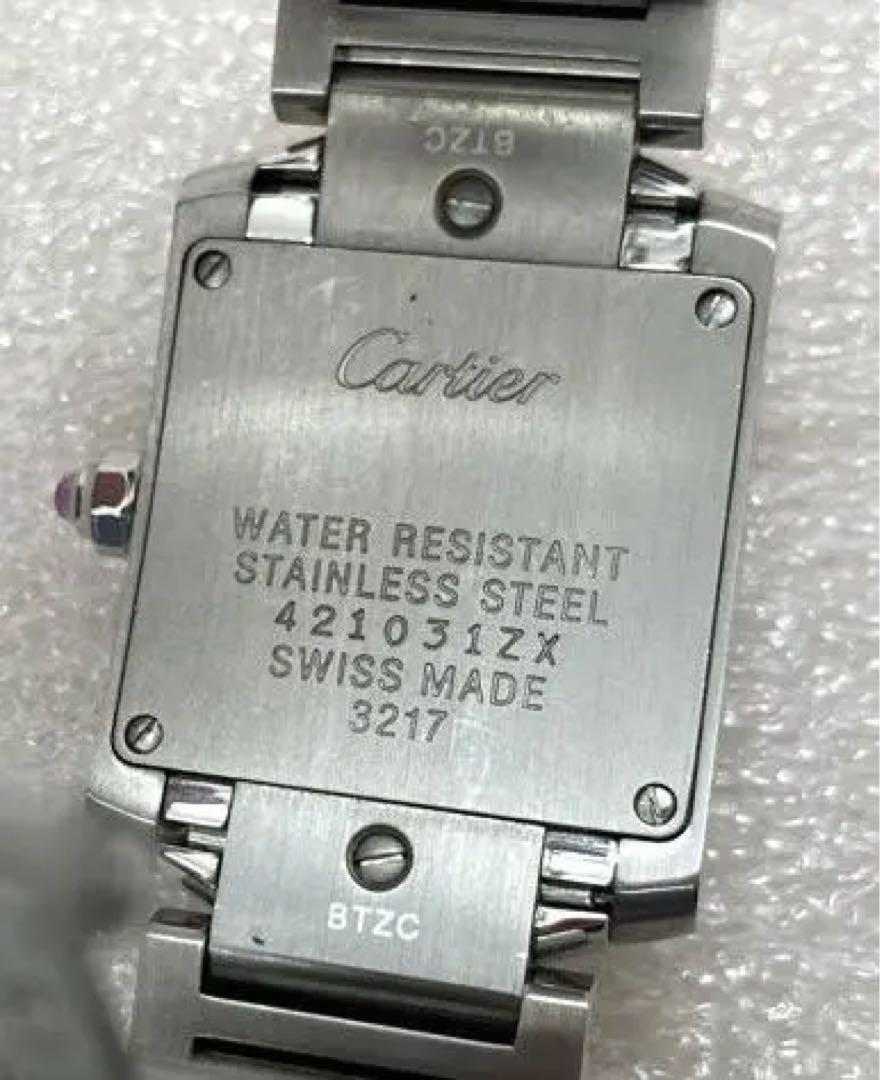 BTZC
Cartier
WATER RESISTANT
STAINLESS STEEL
421031ZX
SWISS MADE
3217
BTZC